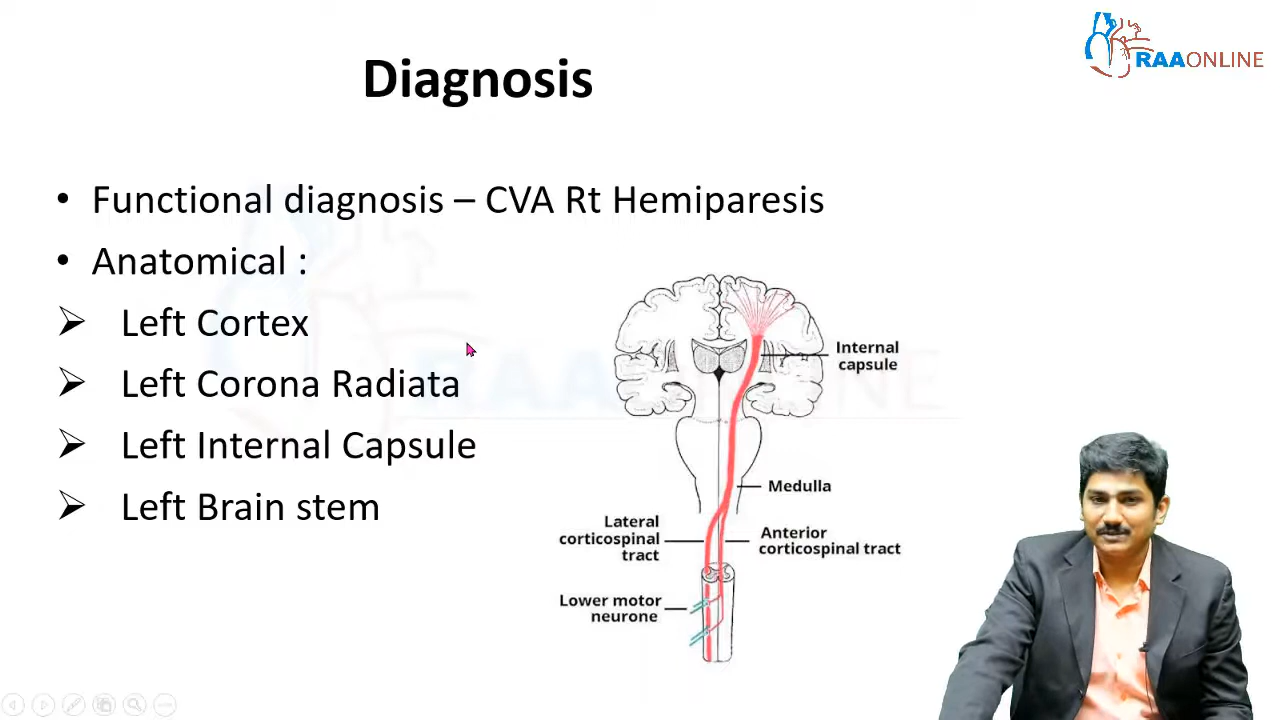 RAAONLINE
Diagnosis
• Functional diagnosis – CVA Rt Hemiparesis
• Anatomical :
➢ Left Cortex
➢ Left Corona Radiata
➢ Left Internal Capsule
➢ Left Brain stem
Internal
capsule
Medulla
Lateral
corticospinal
tract
Anterior
corticospinal tract
Lower motor
neurone
RAAONLINE